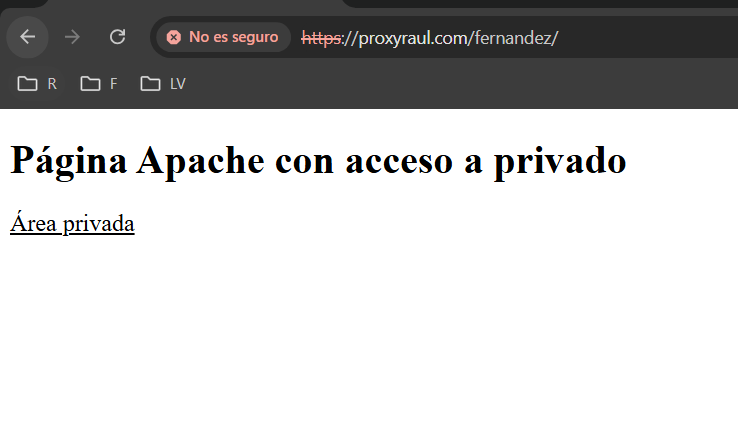 No es seguro https://proxyraul.com/fernandez/
R F LV
Página Apache con acceso a privado
Área privada